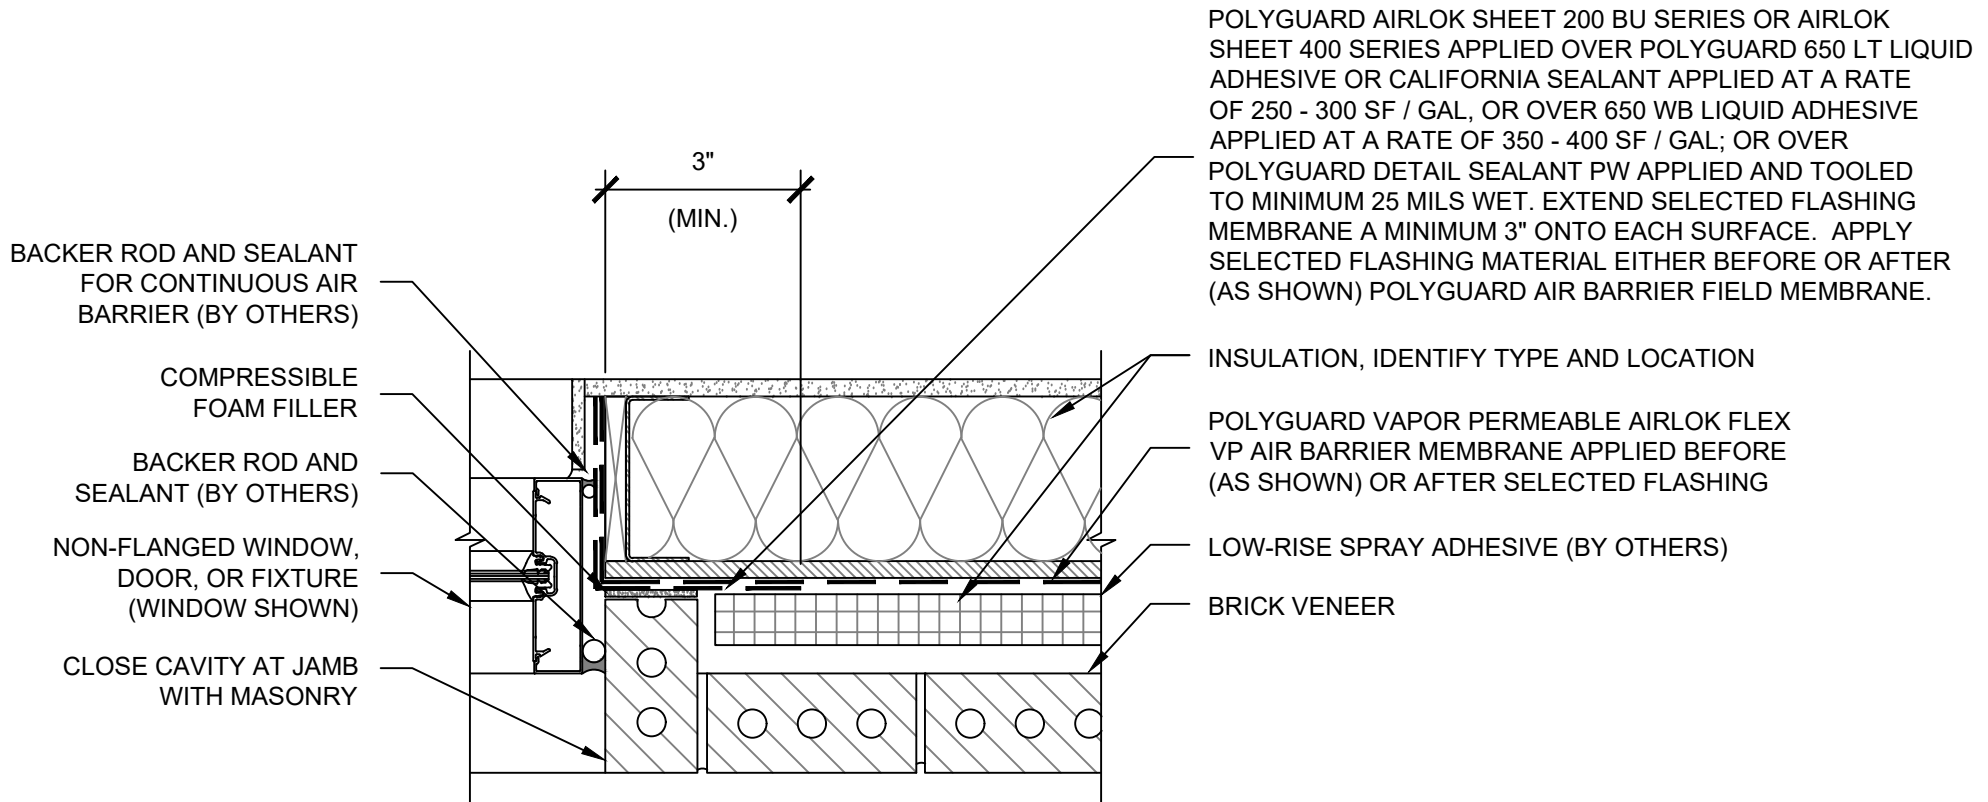 POLYGUARD AIRLOK SHEET 200 BU SERIES OR AIRLOK
SHEET 400 SERIES APPLIED OVER POLYGUARD 650 LT LIQUID
ADHESIVE OR CALIFORNIA SEALANT APPLIED AT A RATE
OF 250 - 300 SF / GAL, OR OVER 650 WB LIQUID ADHESIVE
APPLIED AT A RATE OF 350 - 400 SF / GAL; OR OVER
POLYGUARD DETAIL SEALANT PW APPLIED AND TOOLED
TO MINIMUM 25 MILS WET. EXTEND SELECTED FLASHING
MEMBRANE A MINIMUM 3" ONTO EACH SURFACE.  APPLY
SELECTED FLASHING MATERIAL EITHER BEFORE OR AFTER
(AS SHOWN) POLYGUARD AIR BARRIER FIELD MEMBRANE.
3"
(MIN.)
BACKER ROD AND SEALANT
FOR CONTINUOUS AIR
BARRIER (BY OTHERS)
COMPRESSIBLE
FOAM FILLER
BACKER ROD AND
SEALANT (BY OTHERS)
NON-FLANGED WINDOW,
DOOR, OR FIXTURE
(WINDOW SHOWN)
CLOSE CAVITY AT JAMB
WITH MASONRY
INSULATION, IDENTIFY TYPE AND LOCATION
POLYGUARD VAPOR PERMEABLE AIRLOK FLEX
VP AIR BARRIER MEMBRANE APPLIED BEFORE
(AS SHOWN) OR AFTER SELECTED FLASHING
LOW-RISE SPRAY ADHESIVE (BY OTHERS)
BRICK VENEER